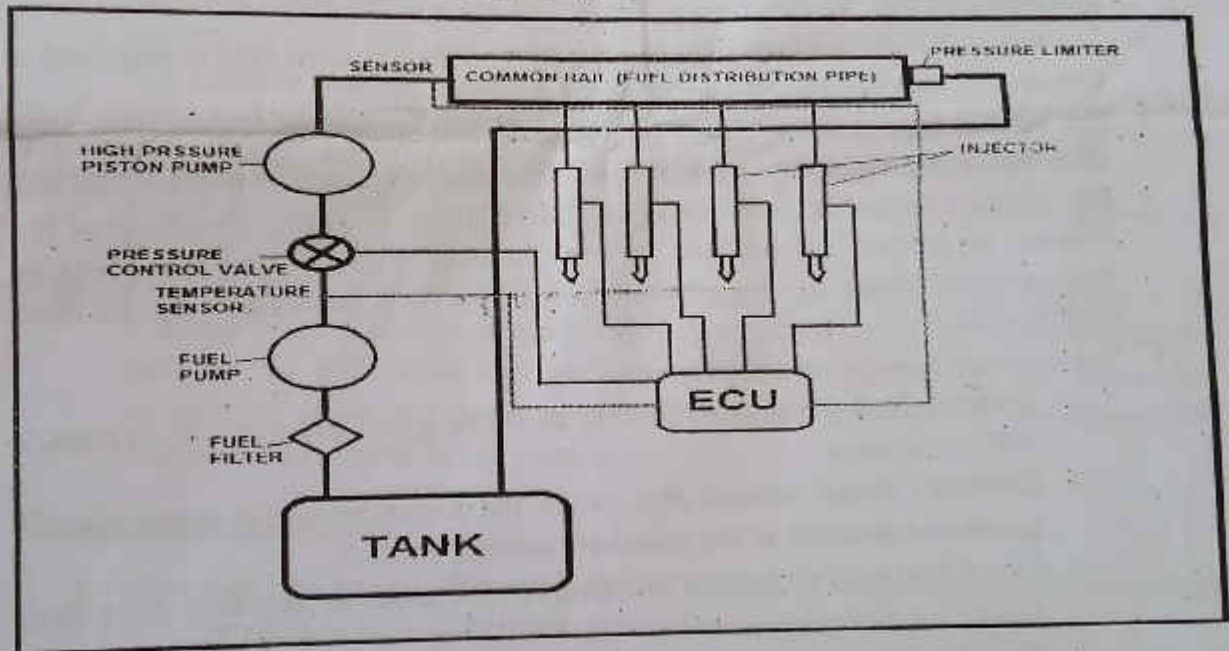 PRESSURE LIMITER
SENSOR
COMMON RAIL (FUEL DISTRIBUTION PIPE)
HIGH PRSSURE
PISTON PUMP
INJECTOR
PRESSURE
CONTROL VALVE
TEMPERATURE
SENSOR
FUEL
PUMP
ECU
FUEL
FILTER
TANK